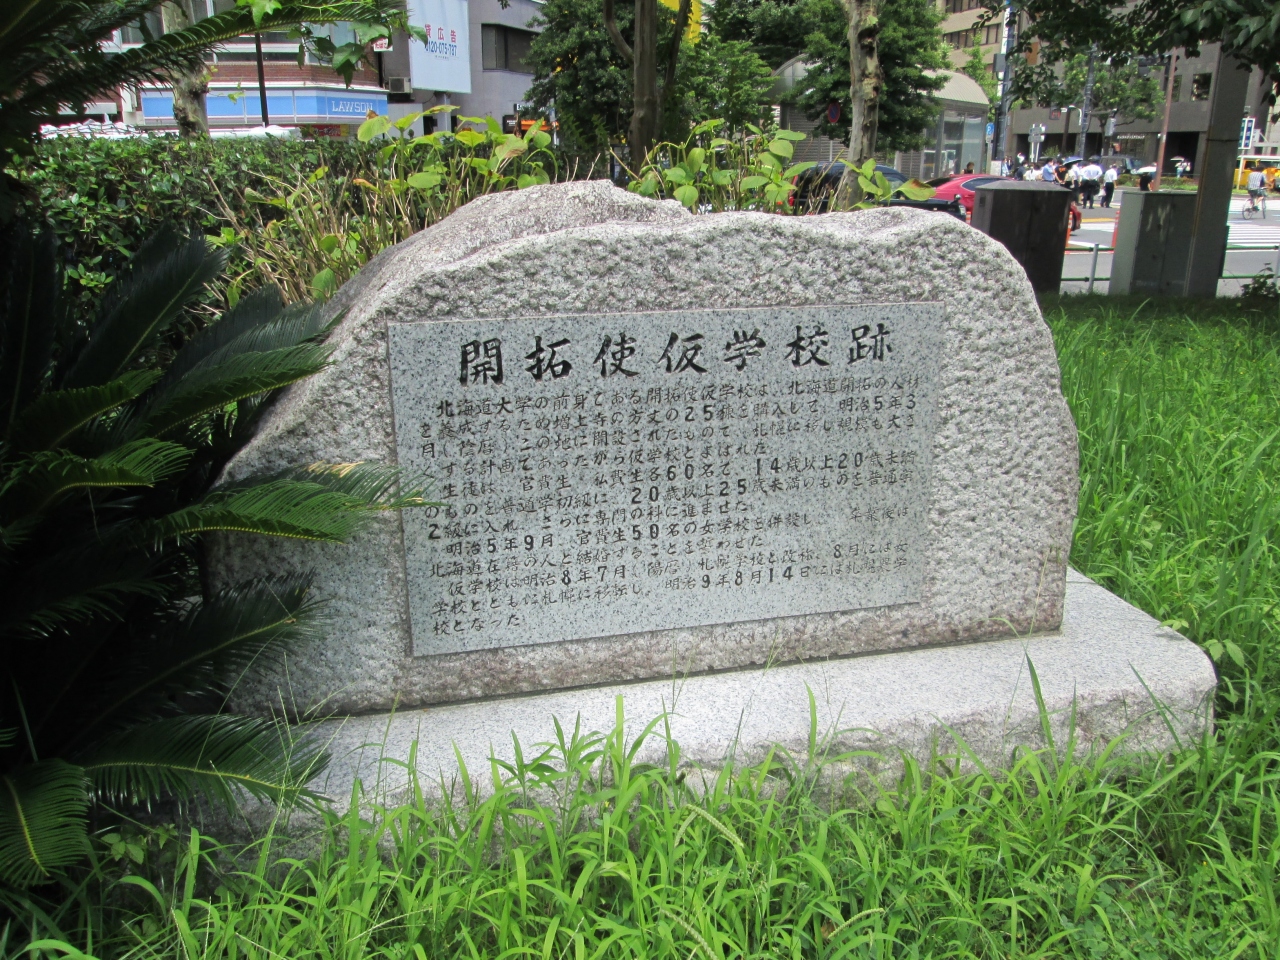 貸広告
0120-079-787
LAWSON
開拓使仮学校跡
北海道大学の前身である開拓使仮学校は、北海道開拓の人材
を養成するため増上寺の方丈の25棟を購入して、明治5年3
月(陰暦)、この地に開設されたもので、札幌に移し規模も大きく
する計画であったから仮学校とよばれた。
生徒は、官費生、私費生各60名で、14歳以上20歳未満
のものを普通学初級に、20歳以上25歳未満のものを普通学
2級に入れ、さらに専門の科に進ませた。
明治5年9月、官費生50名の女学校を併設し、卒業後は
北海道在籍の人と結婚することを誓わせた。
仮学校は明治8年7月(陽暦)札幌学校と改称、8月には女
学校とともに札幌に移転し、明治9年8月14日には札幌農学
校となった。